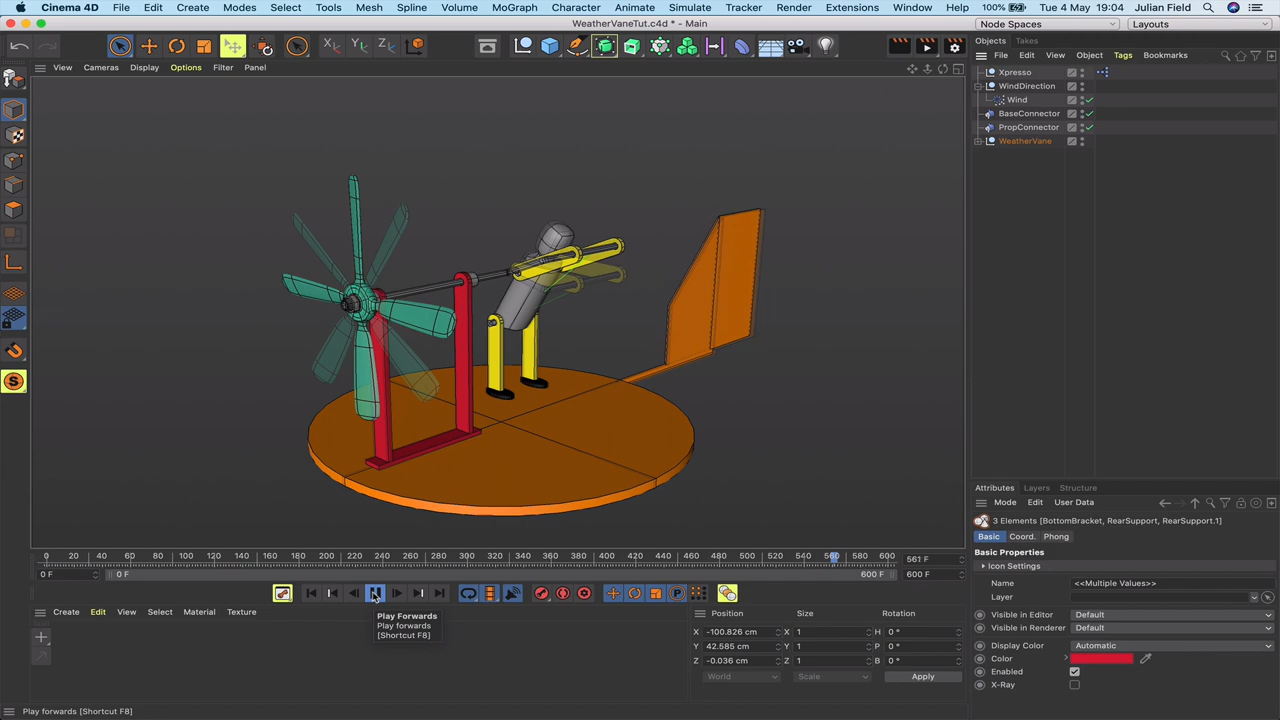 Cinema 4D File Edit Create Modes Select Tools Mesh Spline Volume MoGraph Character Animate Simulate Tracker Render Extensions Window Help 100% Tue 4 May 19:04 Julian Field
WeatherVaneTut.c4d * - Main
Node Spaces Layouts
Objects Takes
File Edit View Object Tags Bookmarks
View Cameras Display Options Filter Panel
Xpresso
WindDirection
Wind
BaseConnector
PropConnector
WeatherVane
Attributes Layers Structure
Mode Edit User Data
3 Elements [BottomBracket, RearSupport, RearSupport.1]
Basic Coord. Phong
Basic Properties
Icon Settings
Name <<Multiple Values>>
Layer
Visible in Editor Default
Visible in Renderer Default
Display Color Automatic
Color
Enabled
X-Ray
0 20 40 60 80 100 120 140 160 180 200 220 240 260 280 300 320 340 360 380 400 420 440 460 480 500 520 540 560 580 600 561 F
0 F 0 F 600 F 600 F
Play Forwards
Play forwards
[Shortcut F8]
Create Edit View Select Material Texture
Position Size Rotation
X -100.826 cm X 1 H 0 °
Y 42.585 cm Y 1 P 0 °
Z -0.036 cm Z 1 B 0 °
World Scale Apply
Play forwards [Shortcut F8]